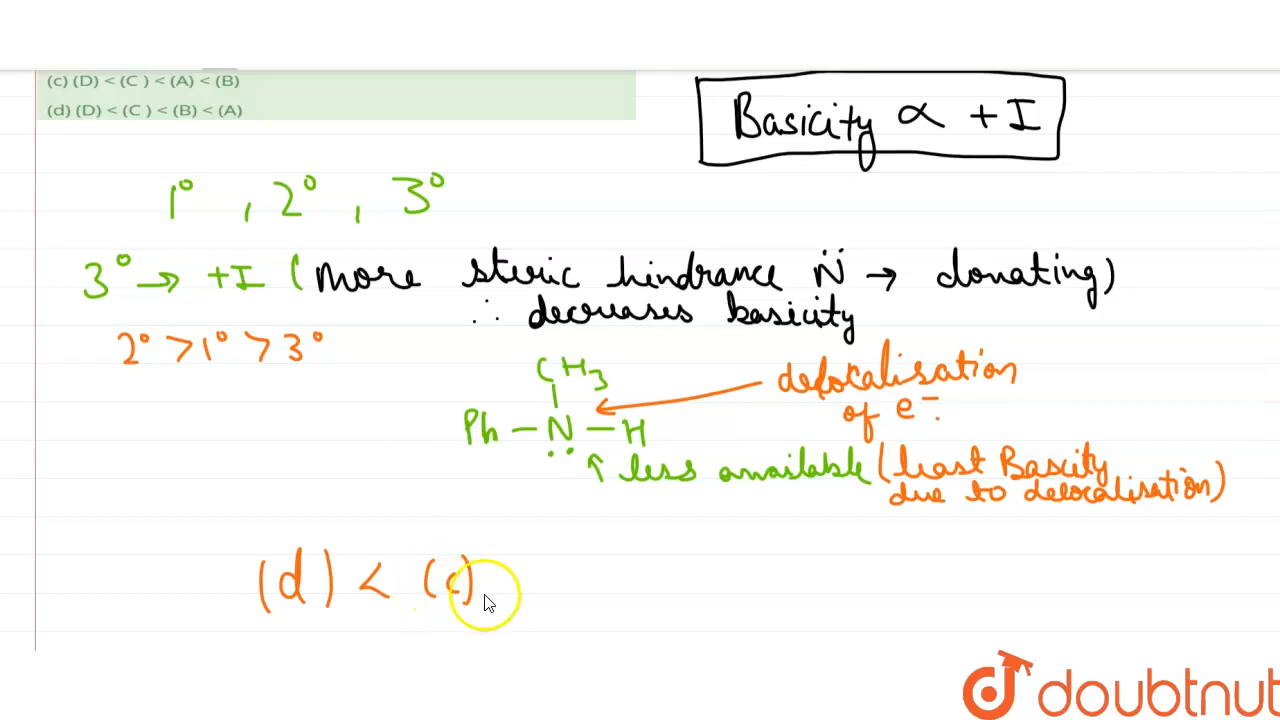 (c) (D) < (C ) < (A) < (B)
(d) (D) < (C ) < (B) < (A)
Basicity ∝ +I
1° , 2° , 3°
3° → +I (More steric hindrance N̈ → donating)
∴ decreases basicity
2° > 1° > 3°
CH3
delocalisation
of e-.
Ph – N – H
less available (least Bascity
due to delocalisation)
(d) < (c)
doubtnut